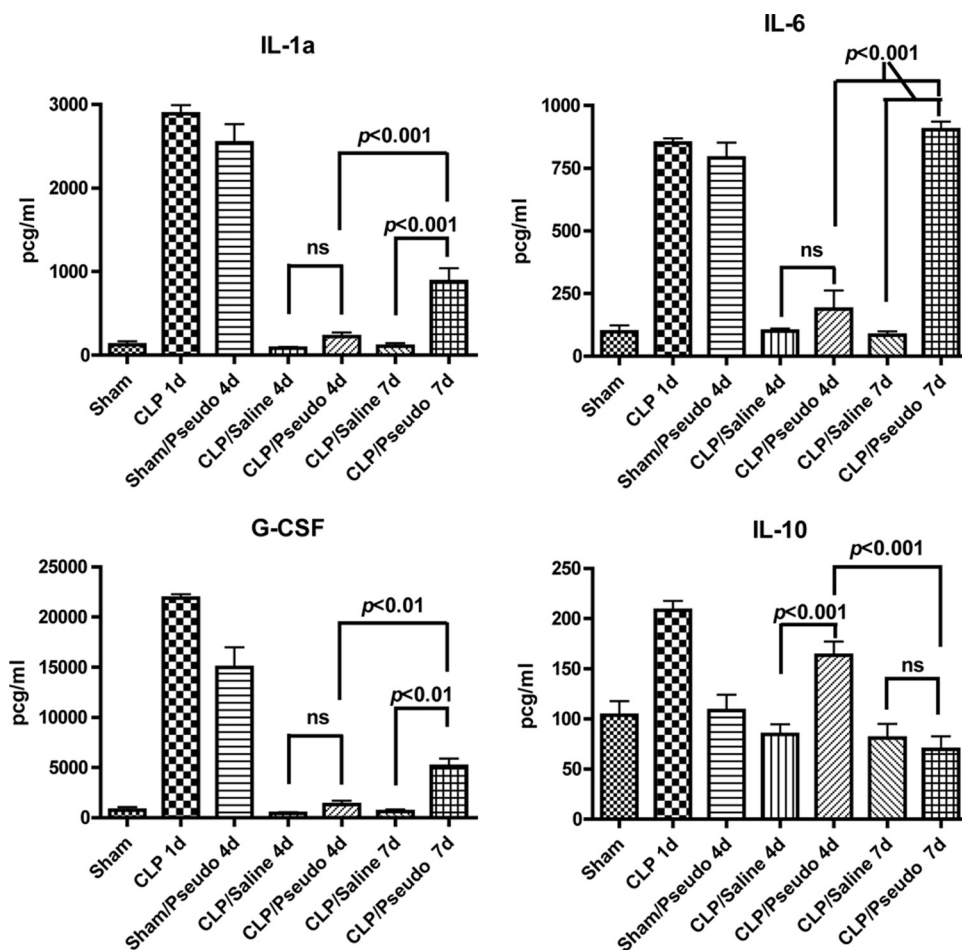 IL-1a
3000
2000
1000
0
pcg/ml
p<0.001
p<0.001
ns
Sham
CLP 1d
Sham/Pseudo 4d
CLP/Saline 4d
CLP/Pseudo 4d
CLP/Saline 7d
CLP/Pseudo 7d
IL-6
1000
750
500
250
0
pcg/ml
p<0.001
ns
Sham
CLP 1d
Sham/Pseudo 4d
CLP/Saline 4d
CLP/Pseudo 4d
CLP/Saline 7d
CLP/Pseudo 7d
G-CSF
25000
20000
15000
10000
5000
0
pcg/ml
p<0.01
p<0.01
ns
Sham
CLP 1d
Sham/Pseudo 4d
CLP/Saline 4d
CLP/Pseudo 4d
CLP/Saline 7d
CLP/Pseudo 7d
IL-10
250
200
150
100
50
0
pcg/ml
p<0.001
p<0.001
ns
Sham
CLP 1d
Sham/Pseudo 4d
CLP/Saline 4d
CLP/Pseudo 4d
CLP/Saline 7d
CLP/Pseudo 7d